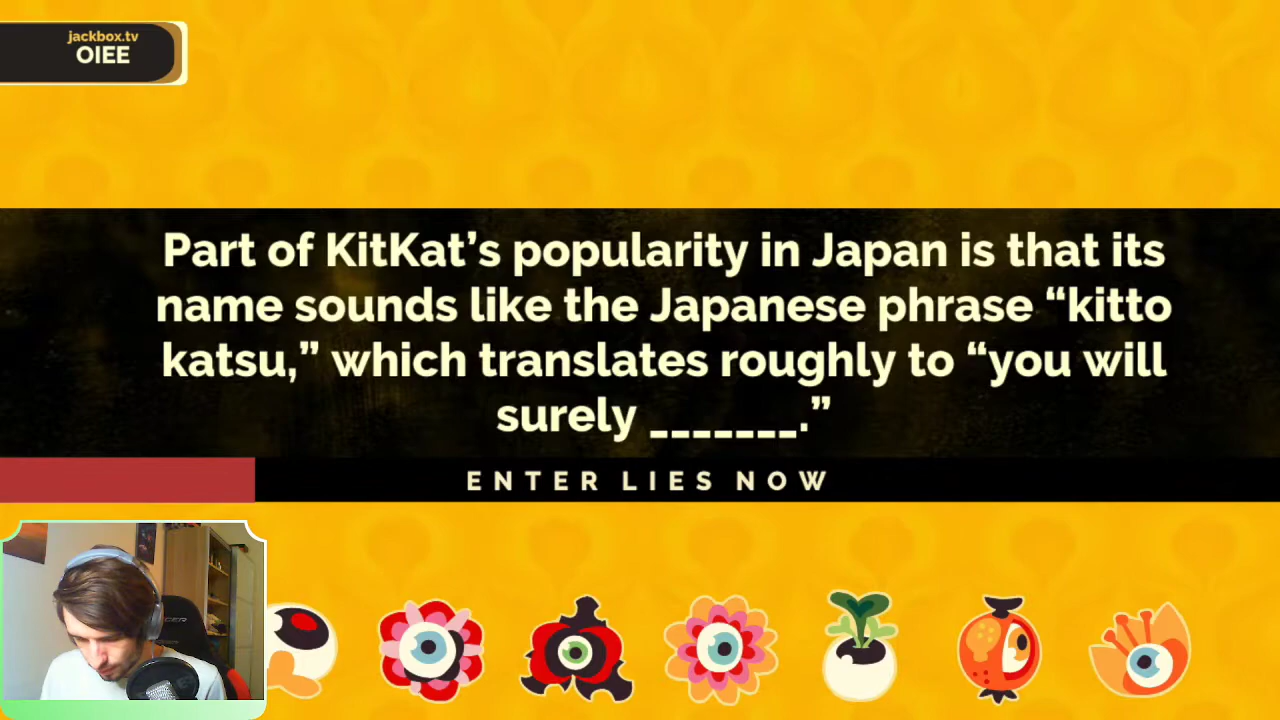 jackbox.tv
OIEE
Part of KitKat’s popularity in Japan is that its
name sounds like the Japanese phrase “kitto
katsu,” which translates roughly to “you will
surely _______.”
ENTER LIES NOW